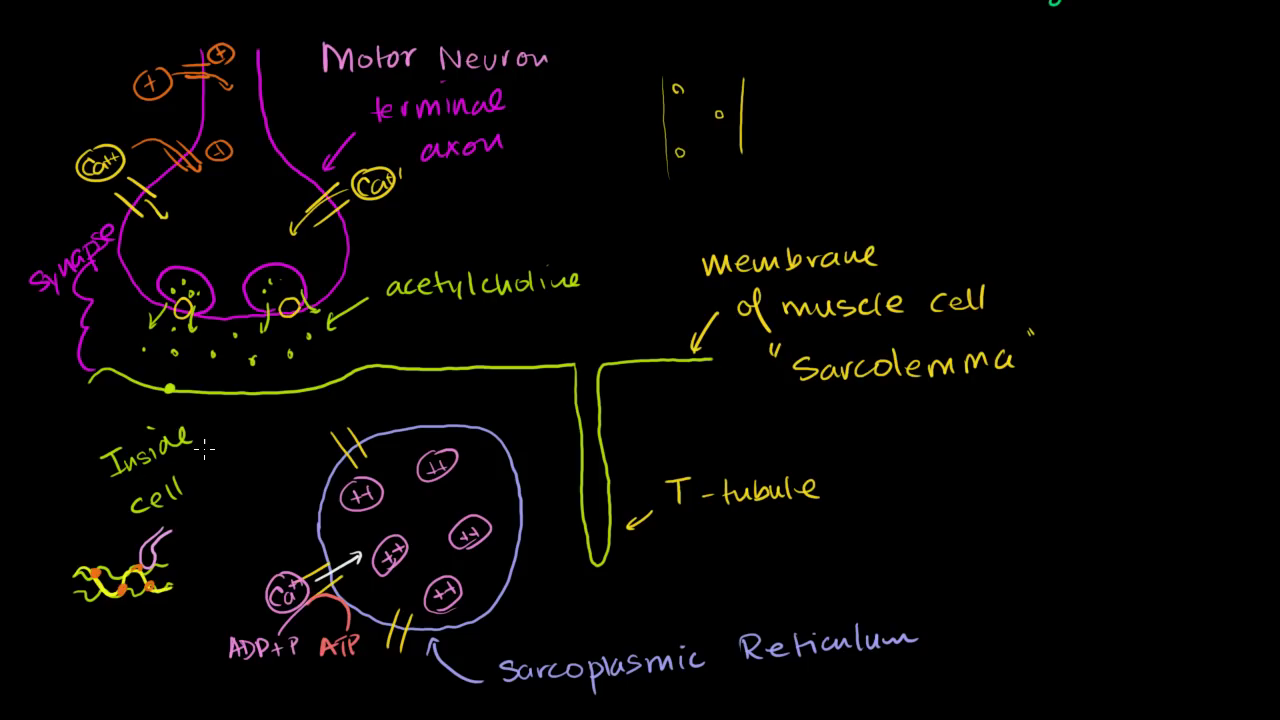 Motor Neuron
terminal
axon
+
+
+
Ca++
Ca++
synapse
acetylcholine
membrane
of muscle cell
"Sarcolemma"
Inside
cell
T-tubule
++
++
++
++
++
Ca++
ADP+P
ATP
Sarcoplasmic Reticulum